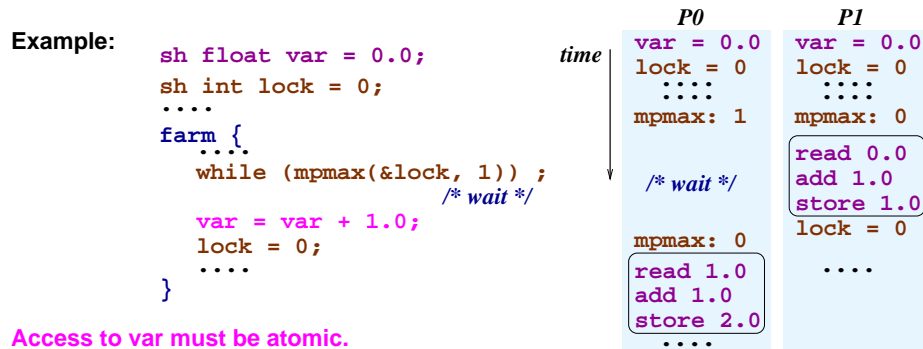 Example:
sh float var = 0.0;
sh int lock = 0;
....
farm {
....
while (mpmax(&lock, 1)) ;
/* wait */
var = var + 1.0;
lock = 0;
....
}
Access to var must be atomic.
time
P0
var = 0.0
lock = 0
....
....
mpmax: 1
/* wait */
mpmax: 0
read 1.0
add 1.0
store 2.0
....
P1
var = 0.0
lock = 0
....
....
mpmax: 0
read 0.0
add 1.0
store 1.0
lock = 0
....